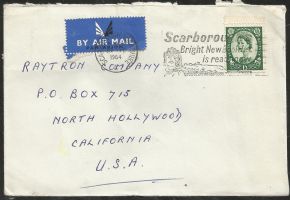 BY AIR MAIL
1964
Scarborou
Bright New
is rea
RAYTRON COMPANY
P.O. BOX 715
NORTH HOLLYWOOD
CALIFORNIA
U.S.A.